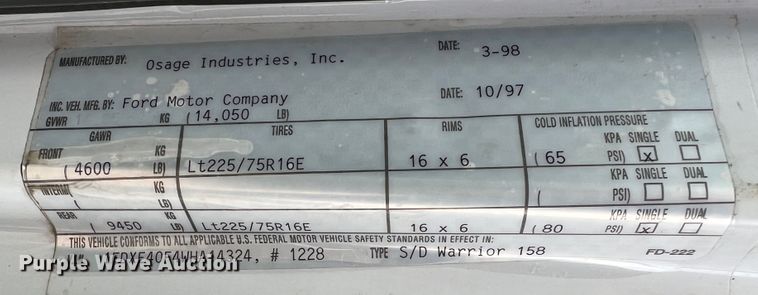 MANUFACTURED BY: Osage Industries, Inc. DATE: 3-98
INC. VEH. MFG. BY: Ford Motor Company DATE: 10/97
GVWR KG (14,050 LB)
GAWR TIRES RIMS COLD INFLATION PRESSURE
FRONT KG KPA SINGLE DUAL
(4600 LB) Lt225/75R16E 16 x 6 (65 PSI) x
INTERMT KG KPA SINGLE DUAL
( LB) ( PSI)
REAR KG KPA SINGLE DUAL
(9450 LB) Lt225/75R16E 16 x 6 (80 PSI) x
THIS VEHICLE CONFORMS TO ALL APPLICABLE U.S. FEDERAL MOTOR VEHICLE SAFETY STANDARDS IN EFFECT IN:
# 1228 TYPE S/D Warrior 158 FD-222
Purple Wave Auction